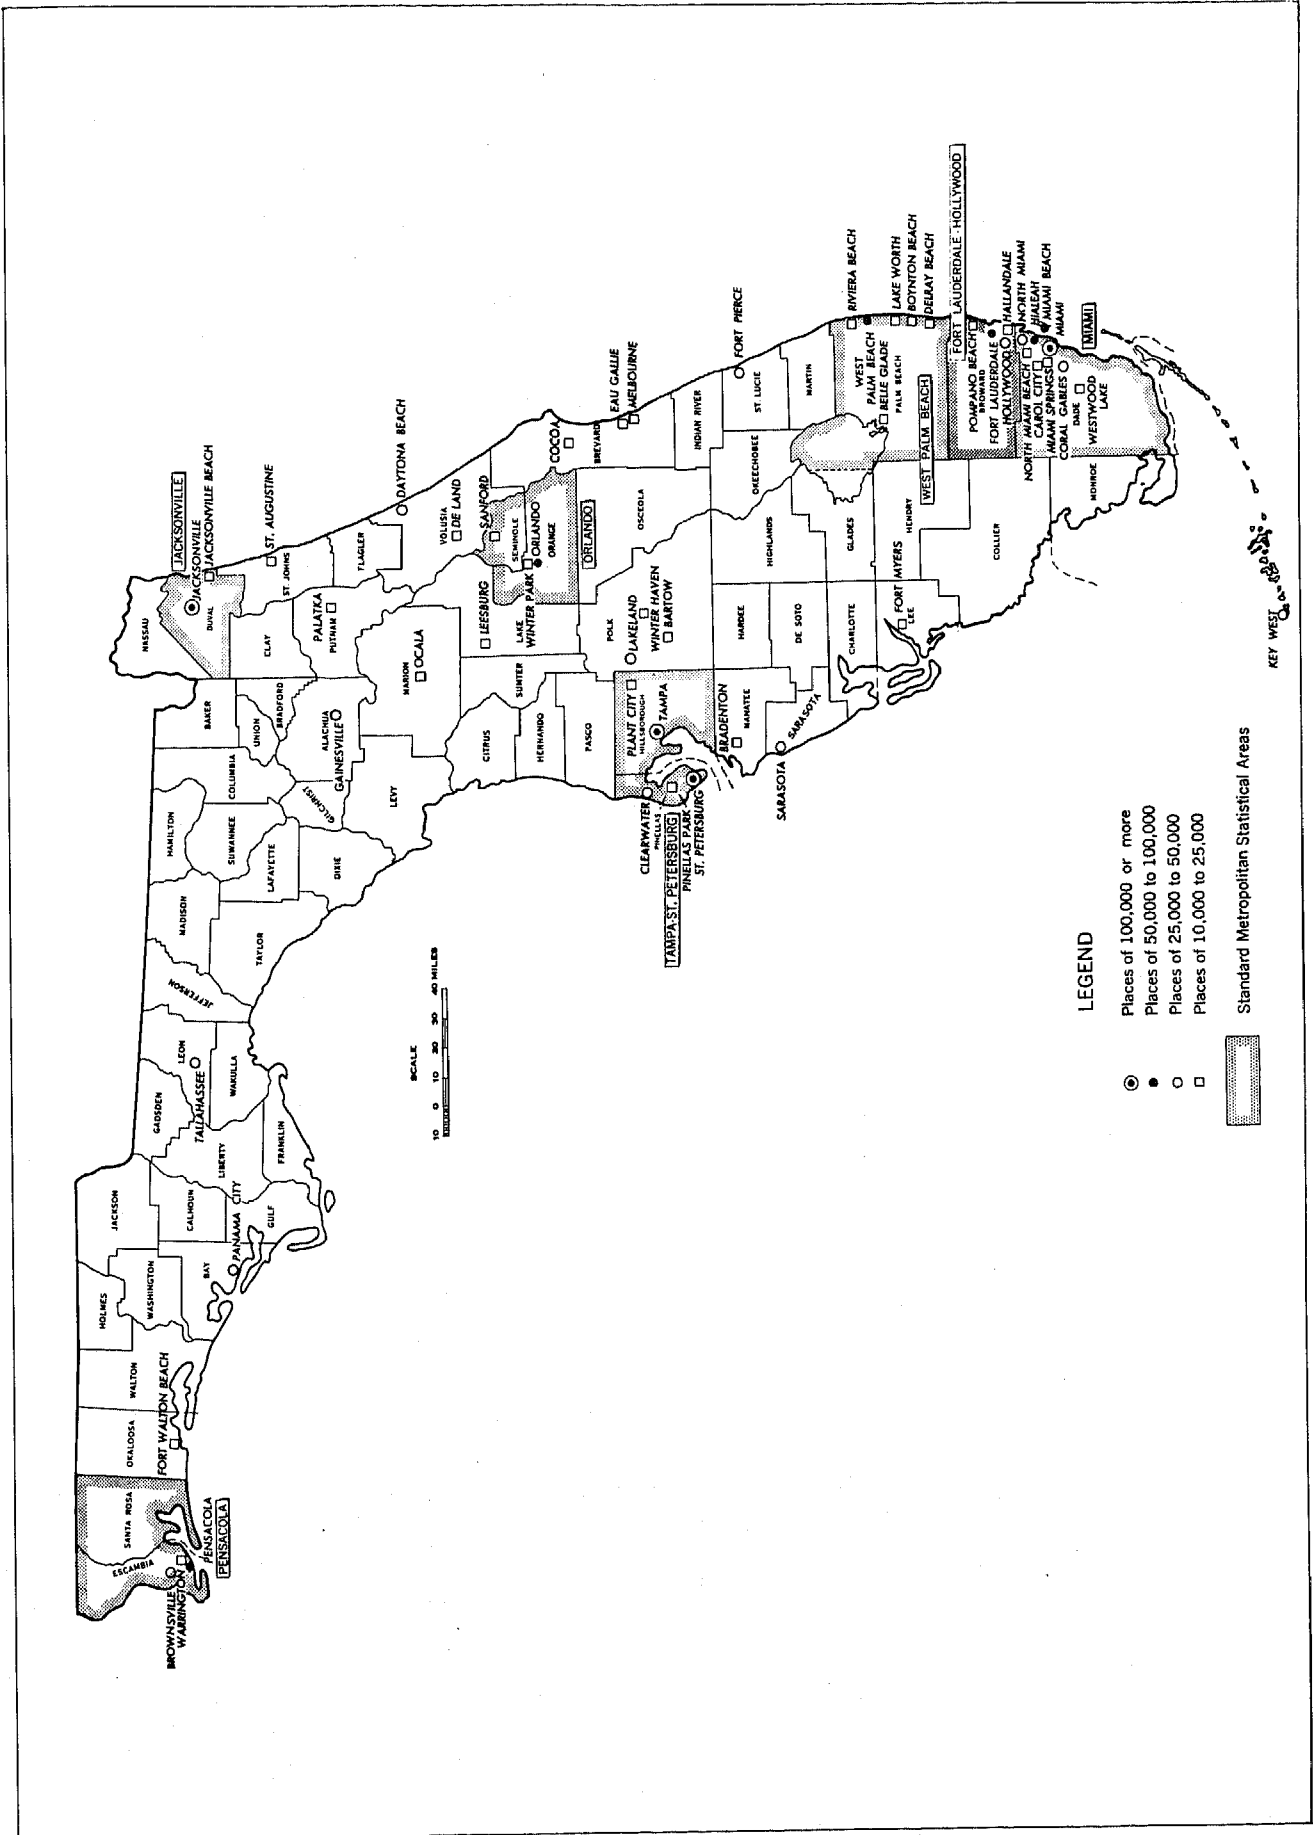 ESCAMBIA
SANTA ROSA
OKALOOSA
WALTON
HOLMES
WASHINGTON
BAY
JACKSON
CALHOUN
GULF
LIBERTY
FRANKLIN
GADSDEN
LEON
WAKULLA
JEFFERSON
MADISON
TAYLOR
HAMILTON
SUWANNEE
LAFAYETTE
DIXIE
COLUMBIA
GILCHRIST
LEVY
BAKER
UNION
BRADFORD
ALACHUA
NASSAU
DUVAL
CLAY
ST. JOHNS
PUTNAM
FLAGLER
MARION
VOLUSIA
CITRUS
SUMTER
HERNANDO
PASCO
LAKE
SEMINOLE
ORANGE
BREVARD
OSCEOLA
POLK
HILLSBOROUGH
PINELLAS
MANATEE
HARDEE
HIGHLANDS
OKEECHOBEE
INDIAN RIVER
ST. LUCIE
MARTIN
SARASOTA
DE SOTO
CHARLOTTE
GLADES
LEE
HENDRY
PALM BEACH
BROWARD
COLLIER
MONROE
DADE
BROWNSVILLE
WARRINGTON
PENSACOLA
PENSACOLA
FORT WALTON BEACH
PANAMA CITY
TALLAHASSEE
GAINESVILLE
JACKSONVILLE
JACKSONVILLE
JACKSONVILLE BEACH
ST. AUGUSTINE
PALATKA
OCALA
DAYTONA BEACH
DE LAND
SANFORD
LEESBURG
WINTER PARK
ORLANDO
ORLANDO
COCOA
EAU GALLIE
MELBOURNE
LAKELAND
WINTER HAVEN
BARTOW
PLANT CITY
TAMPA
CLEARWATER
TAMPA-ST. PETERSBURG
PINELLAS PARK
ST. PETERSBURG
BRADENTON
SARASOTA
FORT PIERCE
FORT MYERS
RIVIERA BEACH
WEST
PALM BEACH
BELLE GLADE
LAKE WORTH
BOYNTON BEACH
DELRAY BEACH
WEST PALM BEACH
FORT LAUDERDALE - HOLLYWOOD
POMPANO BEACH
FORT LAUDERDALE
HOLLYWOOD
HALLANDALE
NORTH MIAMI
NORTH MIAMI BEACH
HIALEAH
CAROL CITY
MIAMI BEACH
MIAMI SPRINGS
MIAMI
CORAL GABLES
MIAMI
WESTWOOD
LAKE
KEY WEST
SCALE
10 0 10 20 30 40 MILES
LEGEND
Places of 100,000 or more
Places of 50,000 to 100,000
Places of 25,000 to 50,000
Places of 10,000 to 25,000
Standard Metropolitan Statistical Areas